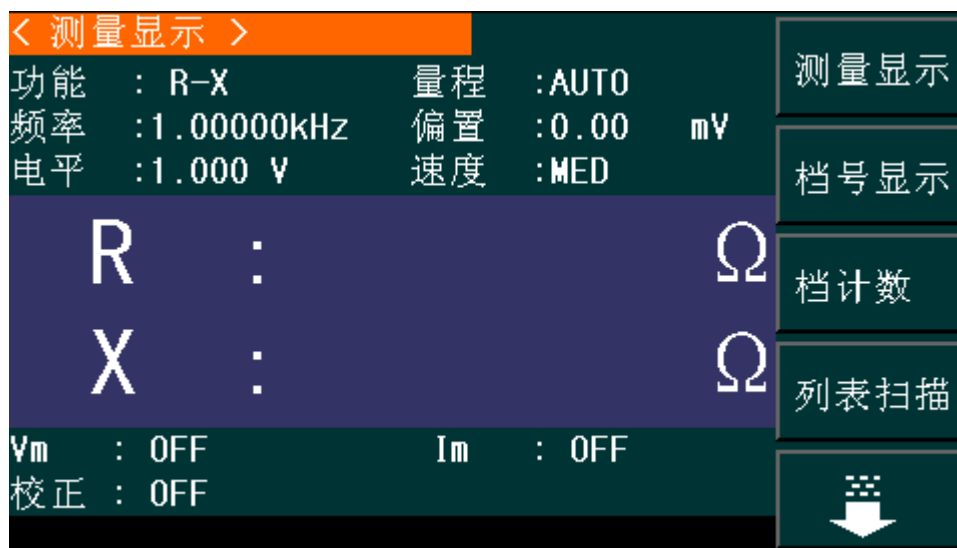 < 测量显示 >
功能 : R-X 量程 :AUTO
频率 :1.00000kHz 偏置 :0.00 mV
电平 :1.000 V 速度 :MED
R : Ω
X : Ω
Vm : OFF Im : OFF
校正 : OFF
测量显示
档号显示
档计数
列表扫描